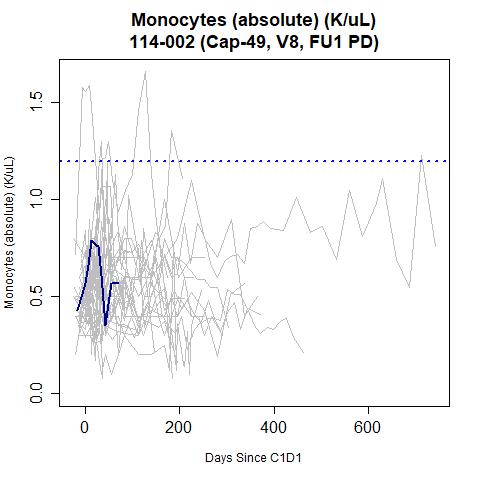 Monocytes (absolute) (K/uL)
114-002 (Cap-49, V8, FU1 PD)
Monocytes (absolute) (K/uL)
1.5
1.0
0.5
0.0
0
200
400
600
Days Since C1D1